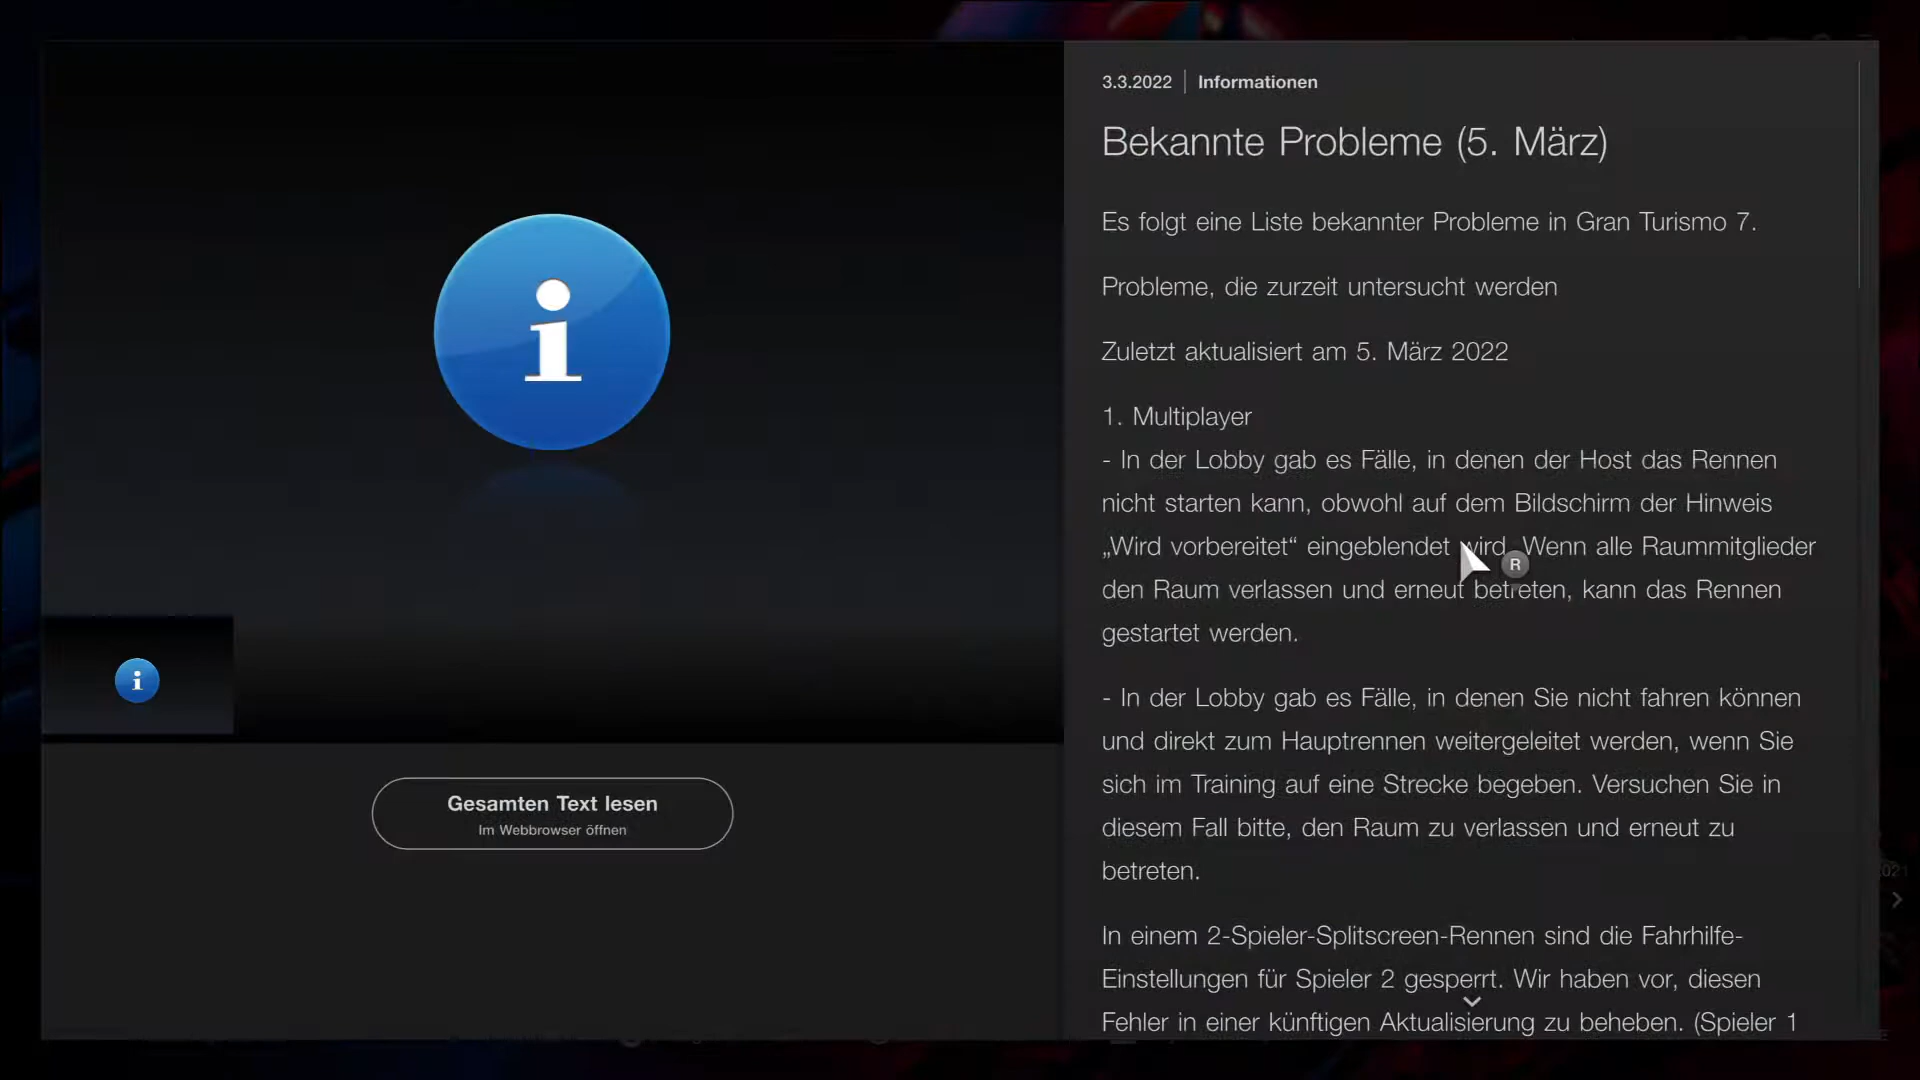 3.3.2022 Informationen
Bekannte Probleme (5. März)
Es folgt eine Liste bekannter Probleme in Gran Turismo 7.
Probleme, die zurzeit untersucht werden
Zuletzt aktualisiert am 5. März 2022
1. Multiplayer
- In der Lobby gab es Fälle, in denen der Host das Rennen
nicht starten kann, obwohl auf dem Bildschirm der Hinweis
„Wird vorbereitet“ eingeblendet wird. Wenn alle Raummitglieder
R
den Raum verlassen und erneut betreten, kann das Rennen
gestartet werden.
- In der Lobby gab es Fälle, in denen Sie nicht fahren können
und direkt zum Hauptrennen weitergeleitet werden, wenn Sie
sich im Training auf eine Strecke begeben. Versuchen Sie in
diesem Fall bitte, den Raum zu verlassen und erneut zu
betreten.
In einem 2-Spieler-Splitscreen-Rennen sind die Fahrhilfe-
Einstellungen für Spieler 2 gesperrt. Wir haben vor, diesen
Fehler in einer künftigen Aktualisierung zu beheben. (Spieler 1
Gesamten Text lesen
Im Webbrowser öffnen